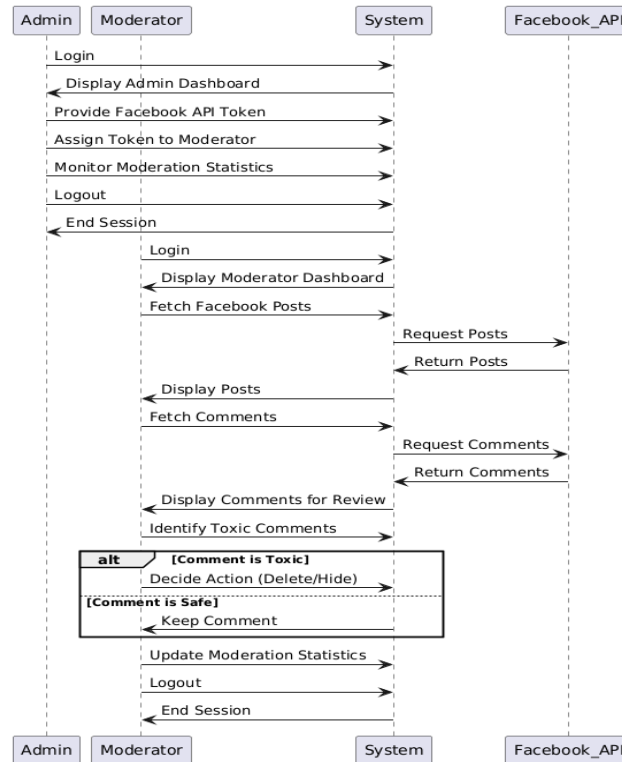 Admin Moderator System Facebook_API
Login
Display Admin Dashboard
Provide Facebook API Token
Assign Token to Moderator
Monitor Moderation Statistics
Logout
End Session
Login
Display Moderator Dashboard
Fetch Facebook Posts
Request Posts
Return Posts
Display Posts
Fetch Comments
Request Comments
Return Comments
Display Comments for Review
Identify Toxic Comments
alt [Comment is Toxic]
Decide Action (Delete/Hide)
[Comment is Safe]
Keep Comment
Update Moderation Statistics
Logout
End Session
Admin Moderator System Facebook_API